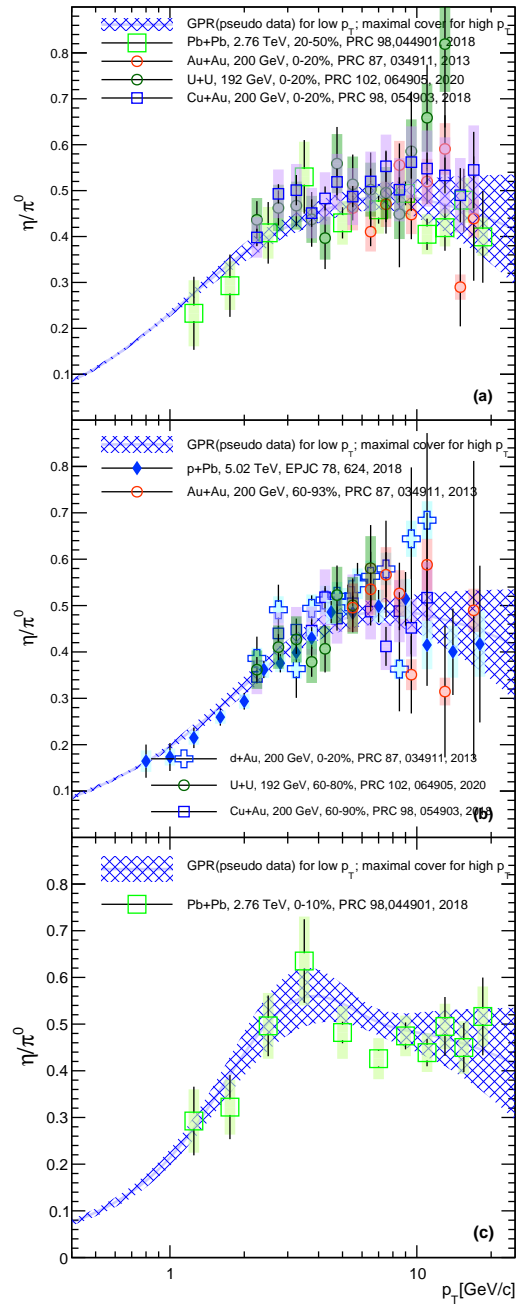 GPR(pseudo data) for low p_T; maximal cover for high p_T
Pb+Pb, 2.76 TeV, 20-50%, PRC 98,044901, 2018
Au+Au, 200 GeV, 0-20%, PRC 87, 034911, 2013
U+U, 192 GeV, 0-20%, PRC 102, 064905, 2020
Cu+Au, 200 GeV, 0-20%, PRC 98, 054903, 2018
0.8
0.7
0.6
0.5
0.4
0.3
0.2
0.1
η/π⁰
(a)
GPR(pseudo data) for low p_T; maximal cover for high p_T
p+Pb, 5.02 TeV, EPJC 78, 624, 2018
Au+Au, 200 GeV, 60-93%, PRC 87, 034911, 2013
0.8
0.7
0.6
0.5
0.4
0.3
0.2
0.1
η/π⁰
d+Au, 200 GeV, 0-20%, PRC 87, 034911, 2013
U+U, 192 GeV, 60-80%, PRC 102, 064905, 2020
Cu+Au, 200 GeV, 60-90%, PRC 98, 054903, 2018
(b)
GPR(pseudo data) for low p_T; maximal cover for high p_T
Pb+Pb, 2.76 TeV, 0-10%, PRC 98,044901, 2018
0.8
0.7
0.6
0.5
0.4
0.3
0.2
0.1
0
η/π⁰
(c)
1
10
p_T[GeV/c]